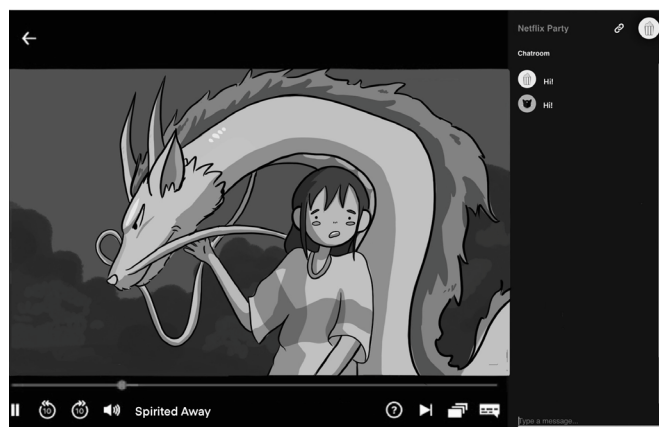 Netflix Party
Chatroom
Hi!
Hi!
10
10
Spirited Away
?
Type a message...